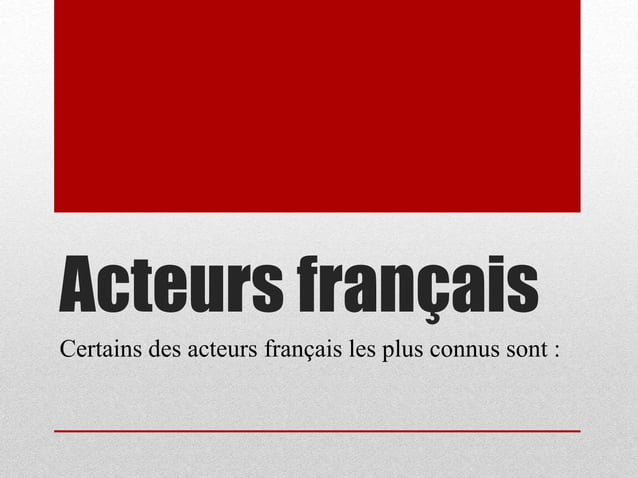 Acteurs français
Certains des acteurs français les plus connus sont :